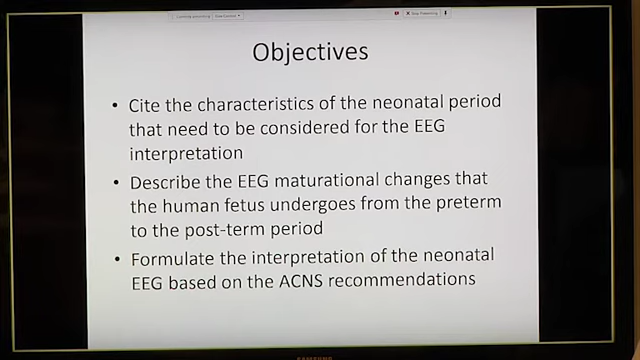 Objectives
• Cite the characteristics of the neonatal period
that need to be considered for the EEG
interpretation
• Describe the EEG maturational changes that
the human fetus undergoes from the preterm
to the post-term period
• Formulate the interpretation of the neonatal
EEG based on the ACNS recommendations
SAMSUNG